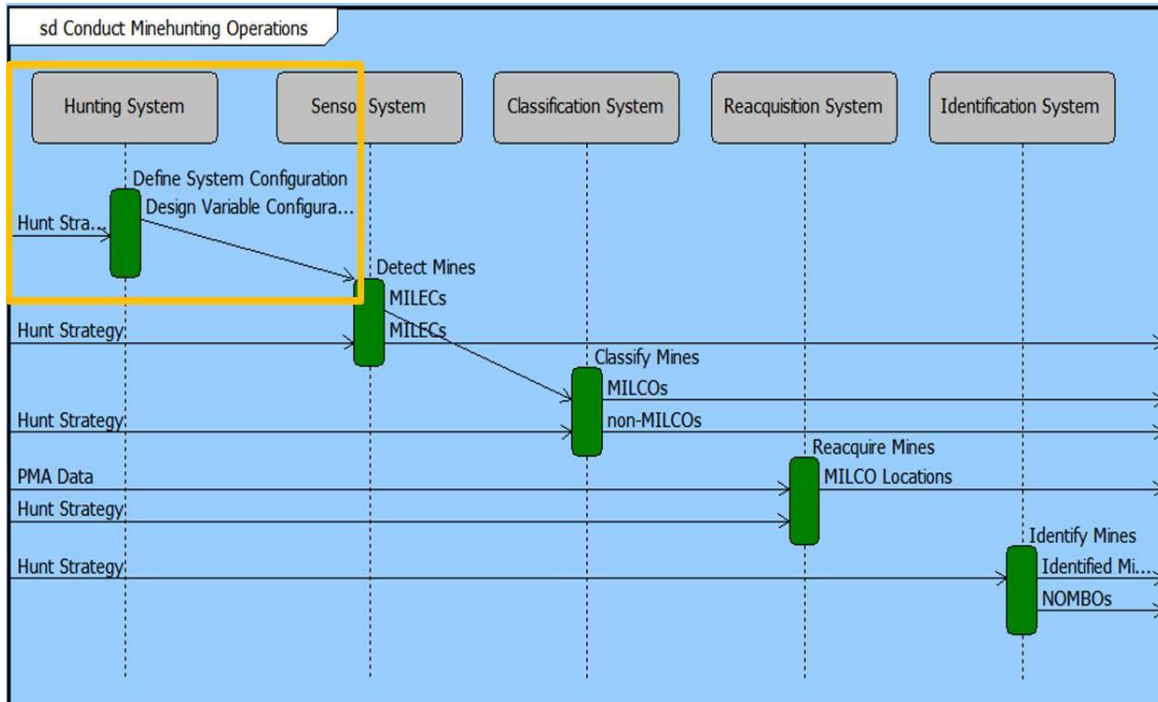 sd Conduct Minehunting Operations
Hunting System
Sensor System
Classification System
Reacquisition System
Identification System
Define System Configuration
Design Variable Configura...
Hunt Stra...
Detect Mines
MILECs
Hunt Strategy
MILECs
Classify Mines
MILCOs
Hunt Strategy
non-MILCOs
Reacquire Mines
PMA Data
MILCO Locations
Hunt Strategy
Identify Mines
Hunt Strategy
Identified Mi...
NOMBOs